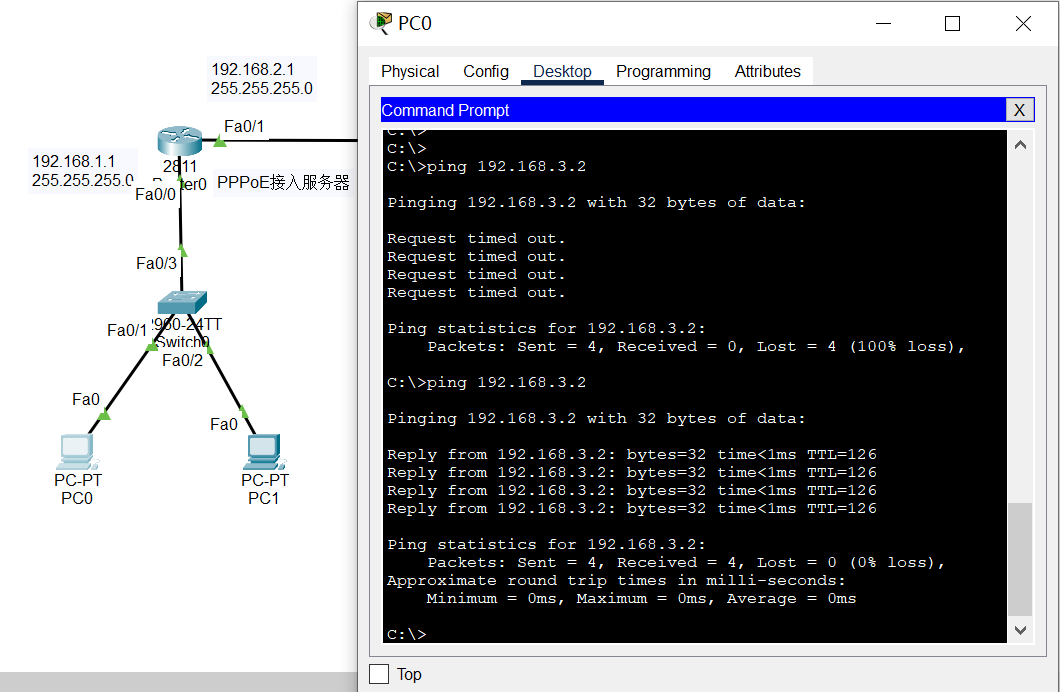 192.168.2.1
255.255.255.0
Fa0/1
192.168.1.1
255.255.255.0
2811
PPPoE接入服务器
Fa0/0
Fa0/3
Fa0/1
Switch0
Fa0/2
Fa0
Fa0
PC-PT
PC0
PC-PT
PC1
PC0
Physical Config Desktop Programming Attributes
Command Prompt X
C:\>
C:\>
C:\>ping 192.168.3.2
Pinging 192.168.3.2 with 32 bytes of data:
Request timed out.
Request timed out.
Request timed out.
Request timed out.
Ping statistics for 192.168.3.2:
Packets: Sent = 4, Received = 0, Lost = 4 (100% loss),
C:\>ping 192.168.3.2
Pinging 192.168.3.2 with 32 bytes of data:
Reply from 192.168.3.2: bytes=32 time<1ms TTL=126
Reply from 192.168.3.2: bytes=32 time<1ms TTL=126
Reply from 192.168.3.2: bytes=32 time<1ms TTL=126
Reply from 192.168.3.2: bytes=32 time<1ms TTL=126
Ping statistics for 192.168.3.2:
Packets: Sent = 4, Received = 4, Lost = 0 (0% loss),
Approximate round trip times in milli-seconds:
Minimum = 0ms, Maximum = 0ms, Average = 0ms
C:\>
Top